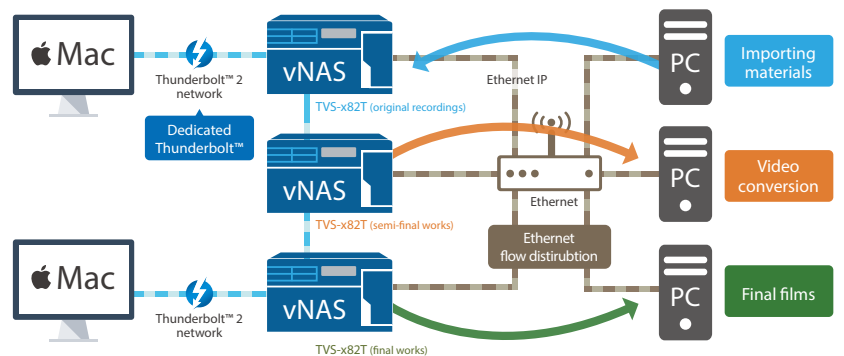 Mac
Thunderbolt™ 2
network
Dedicated
Thunderbolt™
vNAS
TVS-x82T (original recordings)
Ethernet IP
PC
Importing
materials
vNAS
TVS-x82T (semi-final works)
Ethernet
Ethernet
flow distirubtion
PC
Video
conversion
Mac
Thunderbolt™ 2
network
vNAS
TVS-x82T (final works)
PC
Final films